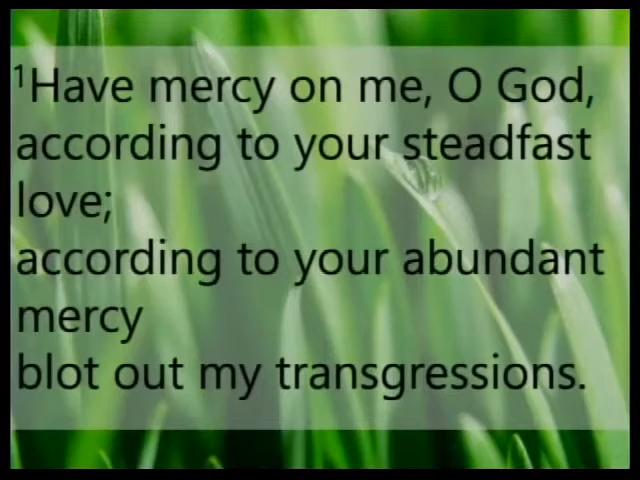 ¹Have mercy on me, O God,
according to your steadfast
love;
according to your abundant
mercy
blot out my transgressions.